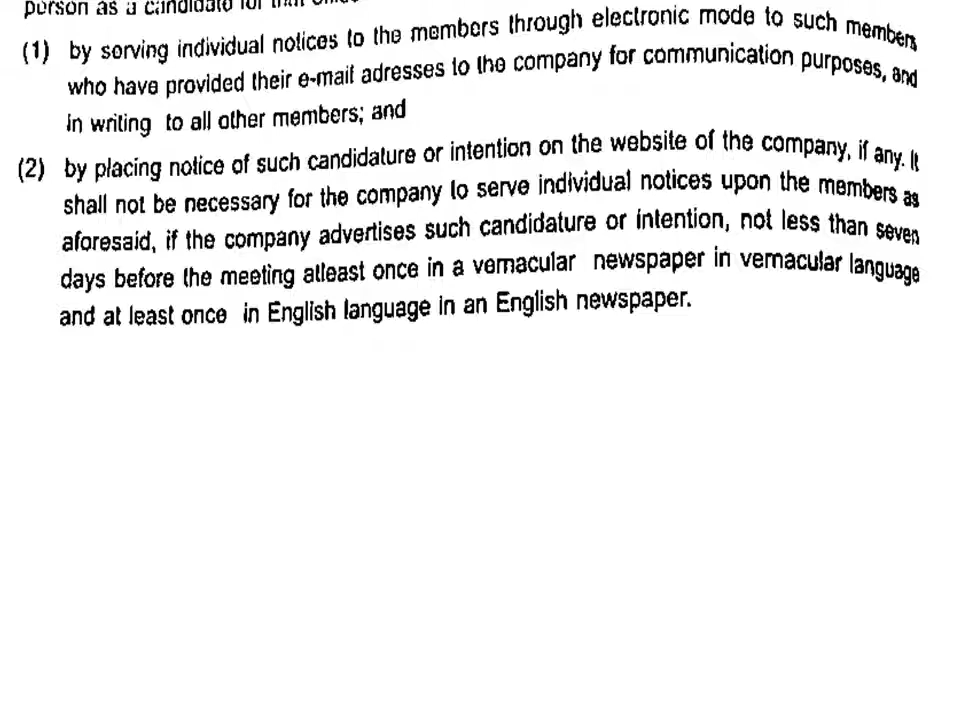 person as a candidate for that
(1) by serving individual notices to the members through electronic mode to such members
who have provided their e-mail adresses to the company for communication purposes, and
in writing to all other members; and
(2) by placing notice of such candidature or intention on the website of the company, if any. It
shall not be necessary for the company to serve individual notices upon the members as
aforesaid, if the company advertises such candidature or intention, not less than seven
days before the meeting atleast once in a vernacular newspaper in vernacular language
and at least once in English language in an English newspaper.